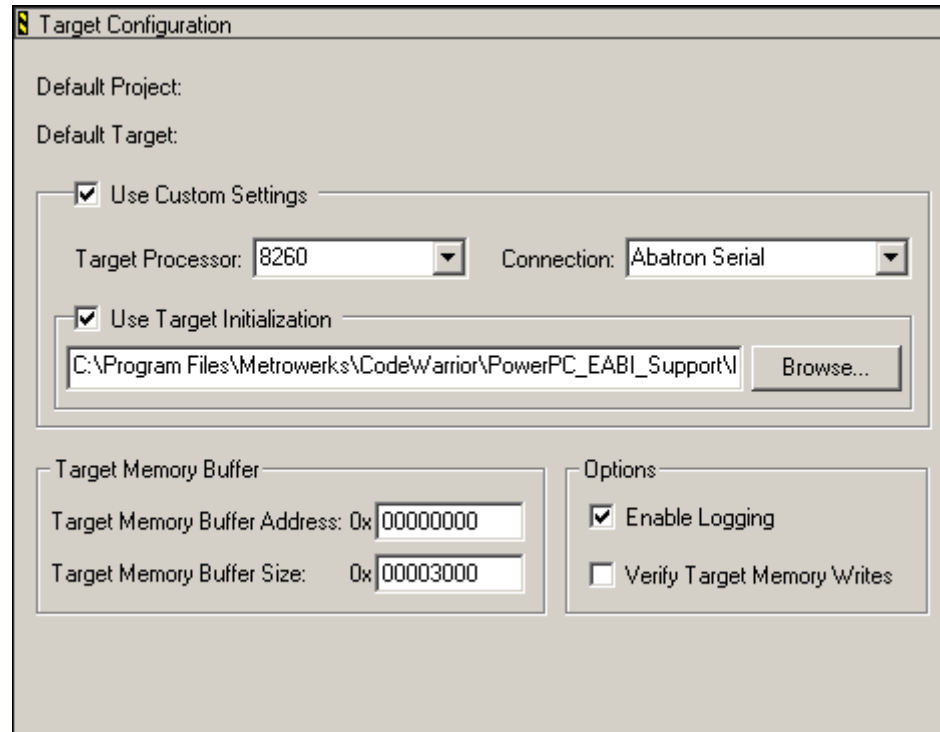 Target Configuration
Default Project:
Default Target:
Use Custom Settings
Target Processor: 8260 Connection: Abatron Serial
Use Target Initialization
C:\Program Files\Metrowerks\CodeWarrior\PowerPC_EABI_Support\ Browse...
Target Memory Buffer Options
Target Memory Buffer Address: 0x 00000000 Enable Logging
Target Memory Buffer Size: 0x 00003000 Verify Target Memory Writes